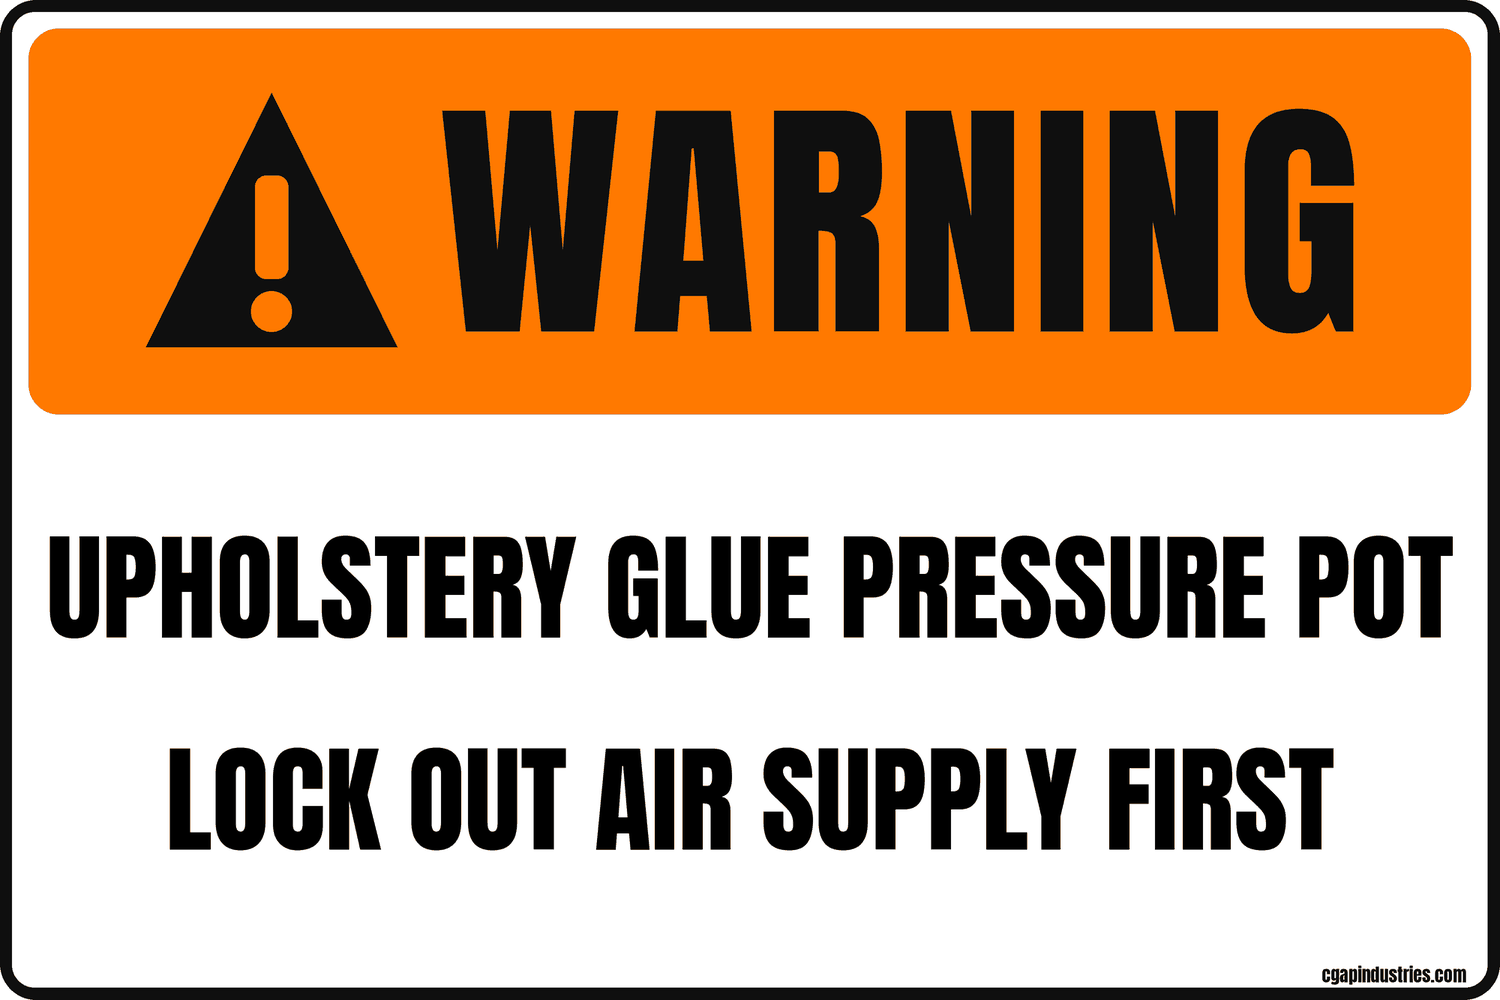 WARNING
UPHOLSTERY GLUE PRESSURE POT
LOCK OUT AIR SUPPLY FIRST
cgapindustries.com